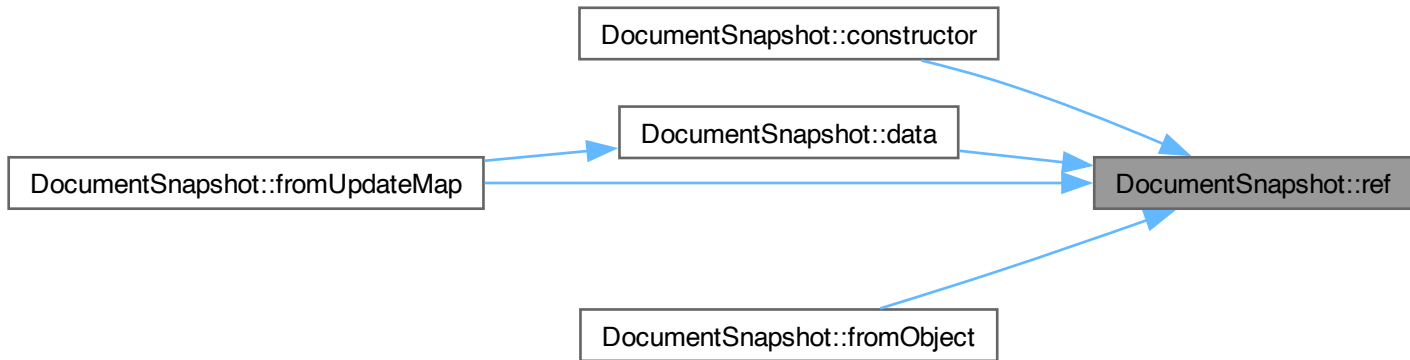 DocumentSnapshot::constructor
DocumentSnapshot::data
DocumentSnapshot::fromUpdateMap
DocumentSnapshot::ref
DocumentSnapshot::fromObject